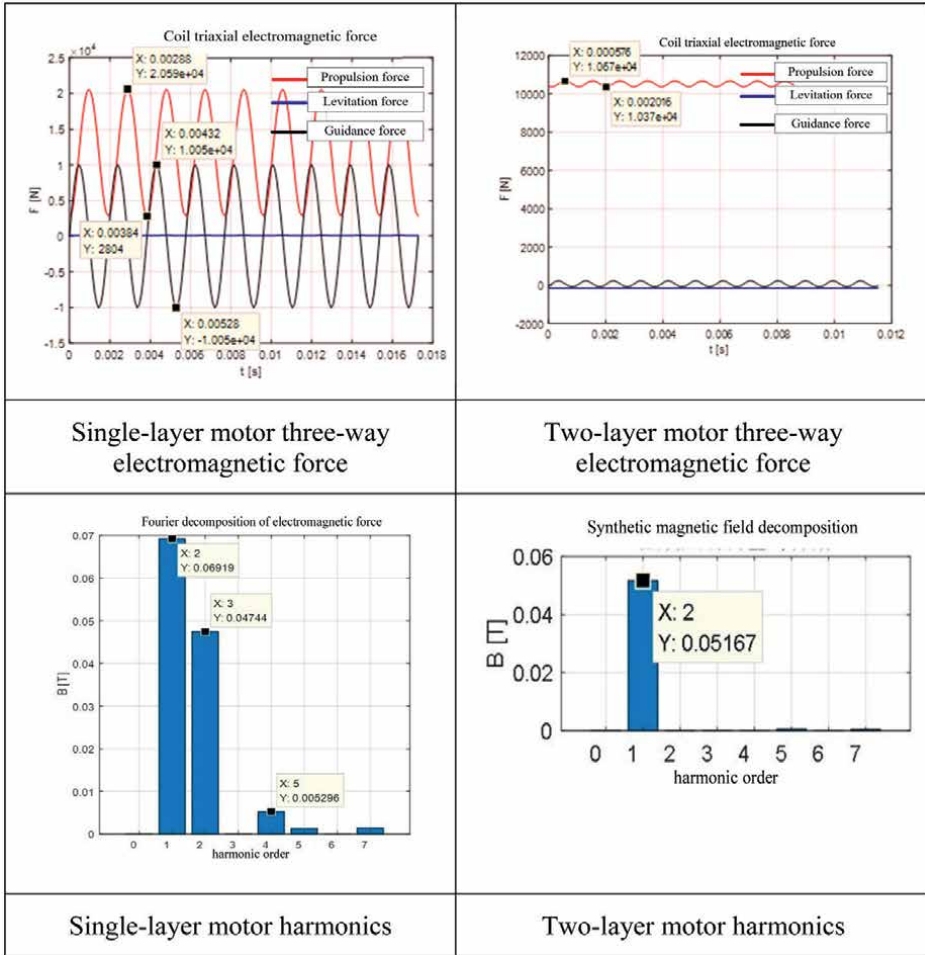 Coil triaxial electromagnetic force
×10⁴
2.5
2
1.5
1
0.5
0
-0.5
-1
-1.5
F [N]
X: 0.00288
Y: 2.059e+04
Propulsion force
Levitation force
Guidance force
X: 0.00432
Y: 1.005e+04
X: 0.00384
Y: 2804
X: 0.00528
Y: -1.005e+04
0 0.002 0.004 0.006 0.008 0.01 0.012 0.014 0.016 0.018
t [s]
Coil triaxial electromagnetic force
12000
10000
8000
6000
4000
2000
0
-2000
F [N]
X: 0.000576
Y: 1.067e+04
Propulsion force
Levitation force
Guidance force
X: 0.002016
Y: 1.037e+04
0 0.002 0.004 0.006 0.008 0.01 0.012
t [s]
Single-layer motor three-way
electromagnetic force
Two-layer motor three-way
electromagnetic force
Fourier decomposition of electromagnetic force
0.07
0.06
0.05
0.04
0.03
0.02
0.01
0
B [T]
X: 2
Y: 0.06919
X: 3
Y: 0.04744
X: 5
Y: 0.005296
0 1 2 3 4 5 6 7
harmonic order
Synthetic magnetic field decomposition
0.06
0.04
0.02
0
B [T]
X: 2
Y: 0.05167
0 1 2 3 4 5 6 7
harmonic order
Single-layer motor harmonics
Two-layer motor harmonics